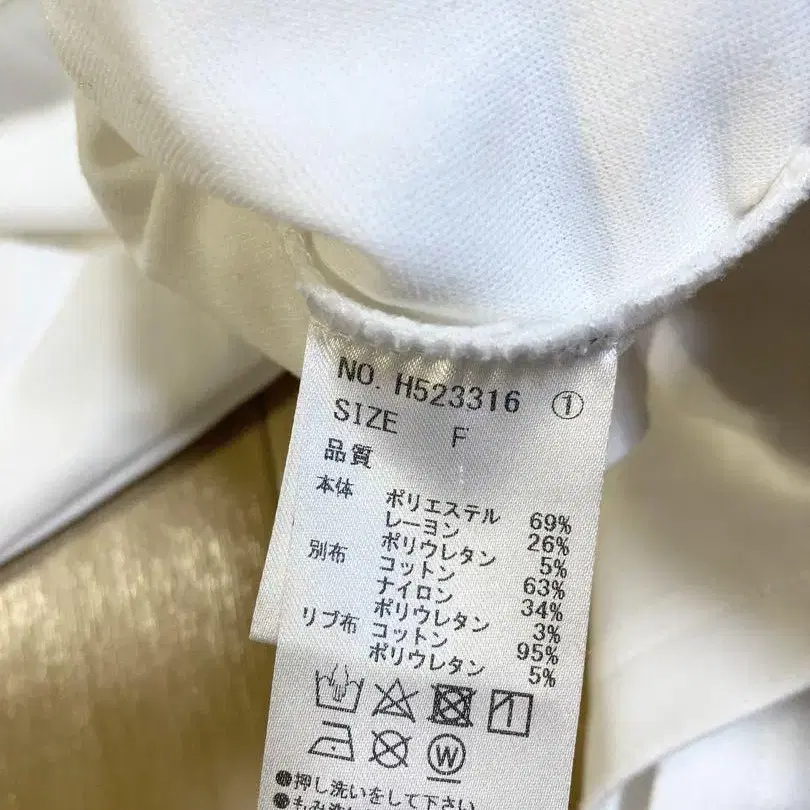 NO. H523316 ①
SIZE F
品質
本体 ポリエステル 69%
レーヨン 26%
ポリウレタン 5%
別布 コットン 63%
ナイロン 34%
ポリウレタン 3%
リブ布 コットン 95%
ポリウレタン 5%
W
●押し洗いをして下さい